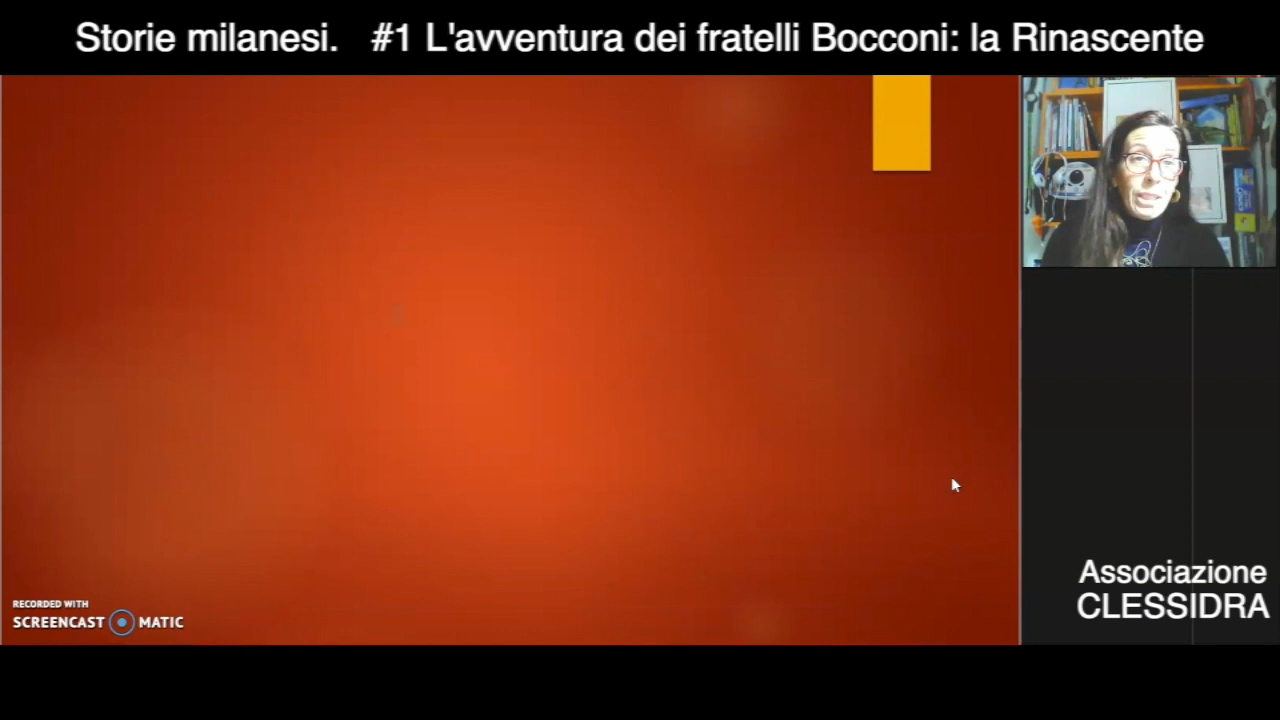 Storie milanesi. #1 L'avventura dei fratelli Bocconi: la Rinascente
RECORDED WITH
SCREENCAST MATIC
Associazione
CLESSIDRA